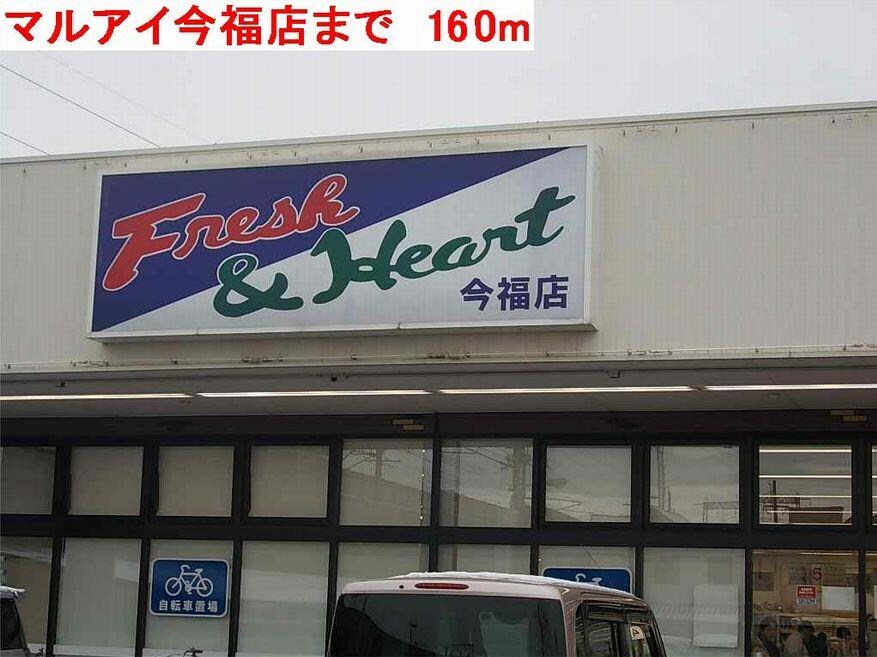 マルアイ今福店まで 160m
Fresh
& Heart
今福店
自転車置場